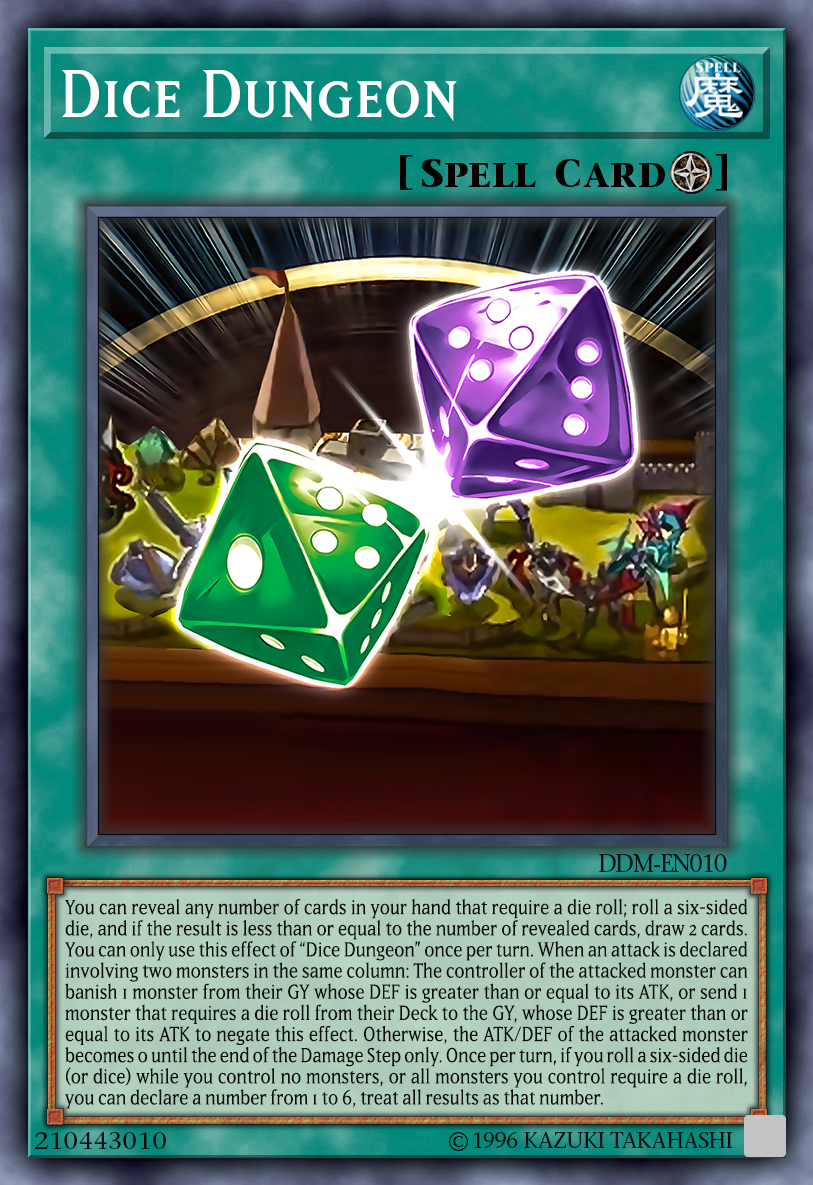 DICE DUNGEON
SPELL
魔
[SPELL CARD]
DDM-EN010
You can reveal any number of cards in your hand that require a die roll; roll a six-sided
die, and if the result is less than or equal to the number of revealed cards, draw 2 cards.
You can only use this effect of “Dice Dungeon” once per turn. When an attack is declared
involving two monsters in the same column: The controller of the attacked monster can
banish 1 monster from their GY whose DEF is greater than or equal to its ATK, or send 1
monster that requires a die roll from their Deck to the GY, whose DEF is greater than or
equal to its ATK to negate this effect. Otherwise, the ATK/DEF of the attacked monster
becomes 0 until the end of the Damage Step only. Once per turn, if you roll a six-sided die
(or dice) while you control no monsters, or all monsters you control require a die roll,
you can declare a number from 1 to 6, treat all results as that number.
210443010
© 1996 KAZUKI TAKAHASHI